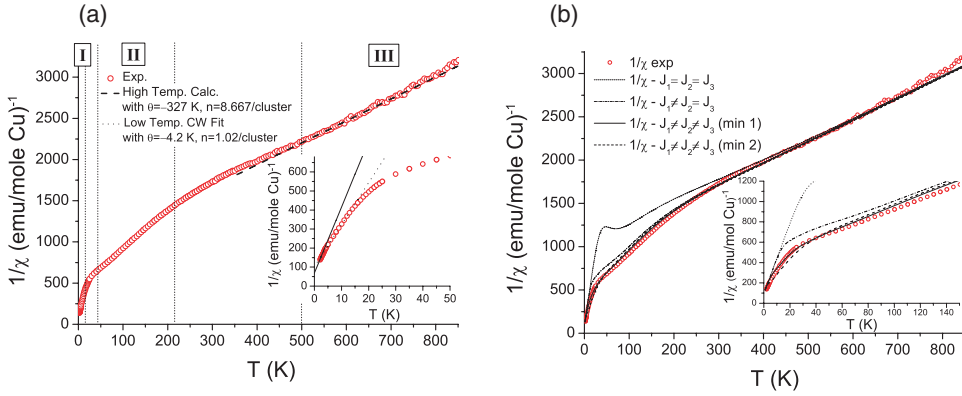 (a)
I
II
III
Exp.
High Temp. Calc.
with θ=−327 K, n=8.667/cluster
Low Temp. CW Fit
with θ=−4.2 K, n=1.02/cluster
1/χ (emu/mole Cu)⁻¹
3000
2500
2000
1500
1000
500
0
0 100 200 300 400 500 600 700 800
T (K)
1/χ (emu/mole Cu)⁻¹
600
500
400
300
200
100
0
0 10 20 30 40 50
T (K)
(b)
1/χ exp
1/χ - J₁= J₂= J₃
1/χ - J₁≠ J₂= J₃
1/χ - J₁≠ J₂≠ J₃ (min 1)
1/χ - J₁≠ J₂≠ J₃ (min 2)
1/χ (emu/mole Cu)⁻¹
3000
2500
2000
1500
1000
500
0
0 100 200 300 400 500 600 700 800
T (K)
1/χ (emu/mol Cu)⁻¹
1200
1000
800
600
400
200
0
0 20 40 60 80 100 120 140
T (K)